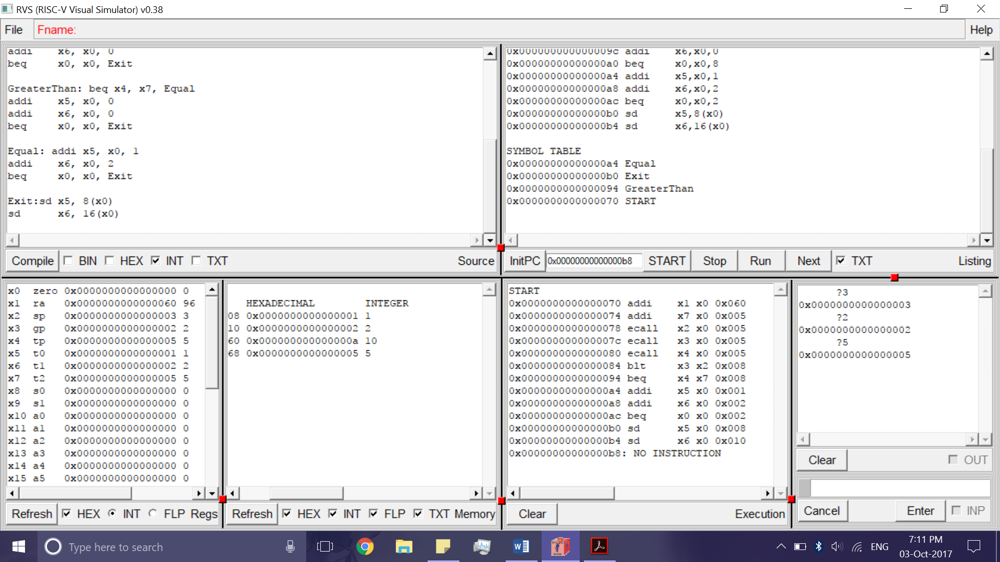 RVS (RISC-V Visual Simulator) v0.38
File
Fname:
Help
addi x6, x0, 0
beq x0, x0, Exit
GreaterThan: beq x4, x7, Equal
addi x5, x0, 0
addi x6, x0, 0
beq x0, x0, Exit
Equal: addi x5, x0, 1
addi x6, x0, 2
beq x0, x0, Exit
Exit:sd x5, 8(x0)
sd x6, 16(x0)
Compile BIN HEX INT TXT Source
0x000000000000009c addi x6,x0,0
0x00000000000000a0 beq x0,x0,8
0x00000000000000a4 addi x5,x0,1
0x00000000000000a8 addi x6,x0,2
0x00000000000000ac beq x0,x0,2
0x00000000000000b0 sd x5,8(x0)
0x00000000000000b4 sd x6,16(x0)
SYMBOL TABLE
0x00000000000000a4 Equal
0x00000000000000b0 Exit
0x0000000000000094 GreaterThan
0x0000000000000070 START
InitPC 0x00000000000000b8 START Stop Run Next TXT Listing
x0 zero 0x0000000000000000 0
x1 ra 0x0000000000000060 96
x2 sp 0x0000000000000003 3
x3 gp 0x0000000000000002 2
x4 tp 0x0000000000000005 5
x5 t0 0x0000000000000001 1
x6 t1 0x0000000000000002 2
x7 t2 0x0000000000000005 5
x8 s0 0x0000000000000000 0
x9 s1 0x0000000000000000 0
x10 a0 0x0000000000000000 0
x11 a1 0x0000000000000000 0
x12 a2 0x0000000000000000 0
x13 a3 0x0000000000000000 0
x14 a4 0x0000000000000000 0
x15 a5 0x0000000000000000 0
Refresh HEX INT FLP Regs
HEXADECIMAL INTEGER
08 0x0000000000000001 1
10 0x0000000000000002 2
60 0x000000000000000a 10
68 0x0000000000000005 5
Refresh HEX INT FLP TXT Memory
START
0x0000000000000070 addi x1 x0 0x060
0x0000000000000074 addi x7 x0 0x005
0x0000000000000078 ecall x2 x0 0x005
0x000000000000007c ecall x3 x0 0x005
0x0000000000000080 ecall x4 x0 0x005
0x0000000000000084 blt x3 x2 0x008
0x0000000000000094 beq x4 x7 0x008
0x00000000000000a4 addi x5 x0 0x001
0x00000000000000a8 addi x6 x0 0x002
0x00000000000000ac beq x0 x0 0x002
0x00000000000000b0 sd x5 x0 0x008
0x00000000000000b4 sd x6 x0 0x010
0x00000000000000b8: NO INSTRUCTION
Clear Execution
?3
0x0000000000000003
?2
0x0000000000000002
?5
0x0000000000000005
Clear OUT
Cancel Enter INP
Type here to search
ENG
7:11 PM
03-Oct-2017